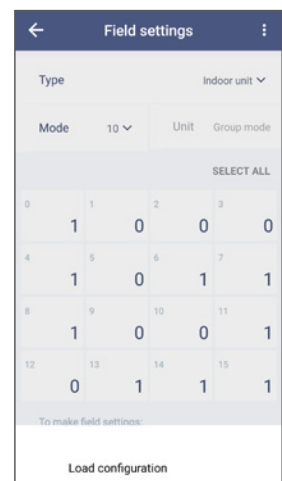 Field settings
Type Indoor unit
Mode 10 Unit Group mode
SELECT ALL
0 1 2 3
1 0 0 0
4 5 6 7
1 0 1 1
8 9 10 11
1 0 0 1
12 13 14 15
0 1 1 1
To make field settings:
Load configuration